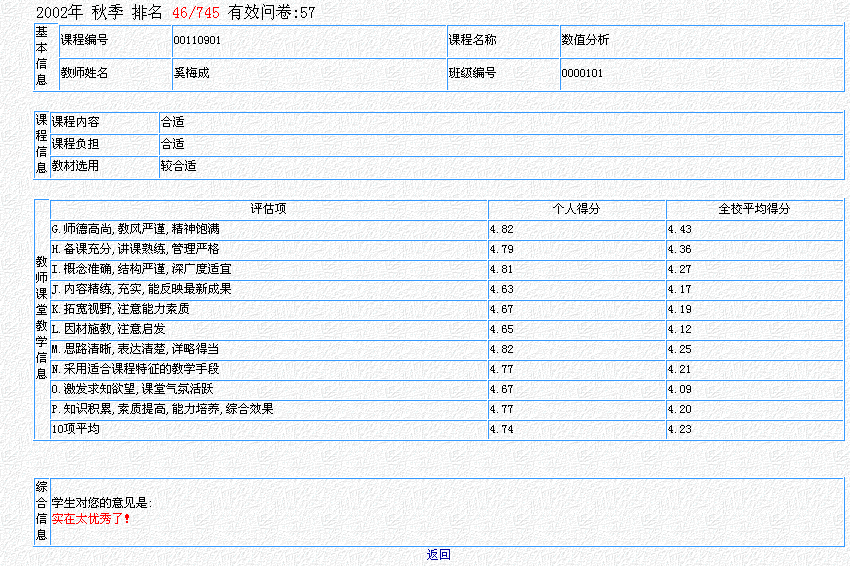 2002年 秋季 排名 46/745 有效问卷:57
基本信息
课程编号 00110901 课程名称 数值分析
教师姓名 奚梅成 班级编号 0000101
课程信息
课程内容 合适
课程负担 合适
教材选用 较合适
教师课堂教学信息
评估项 个人得分 全校平均得分
G.师德高尚,教风严谨,精神饱满 4.82 4.43
H.备课充分,讲课熟练,管理严格 4.79 4.36
I.概念准确,结构严谨,深广度适宜 4.81 4.27
J.内容精练,充实,能反映最新成果 4.63 4.17
K.拓宽视野,注意能力素质 4.67 4.19
L.因材施教,注意启发 4.65 4.12
M.思路清晰,表达清楚,详略得当 4.82 4.25
N.采用适合课程特征的教学手段 4.77 4.21
O.激发求知欲望,课堂气氛活跃 4.67 4.09
P.知识积累,素质提高,能力培养,综合效果 4.77 4.20
10项平均 4.74 4.23
综合信息
学生对您的意见是:
实在太优秀了!
返回